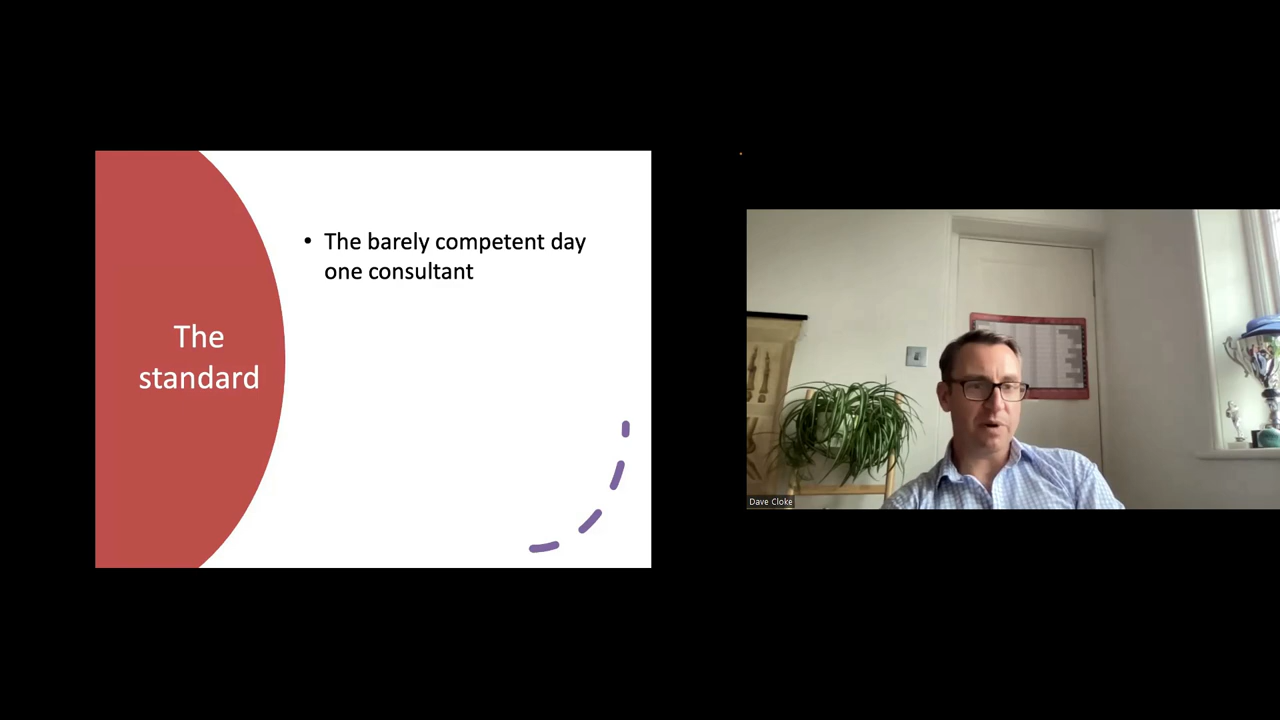 The
standard
• The barely competent day
one consultant
Dave Cloke